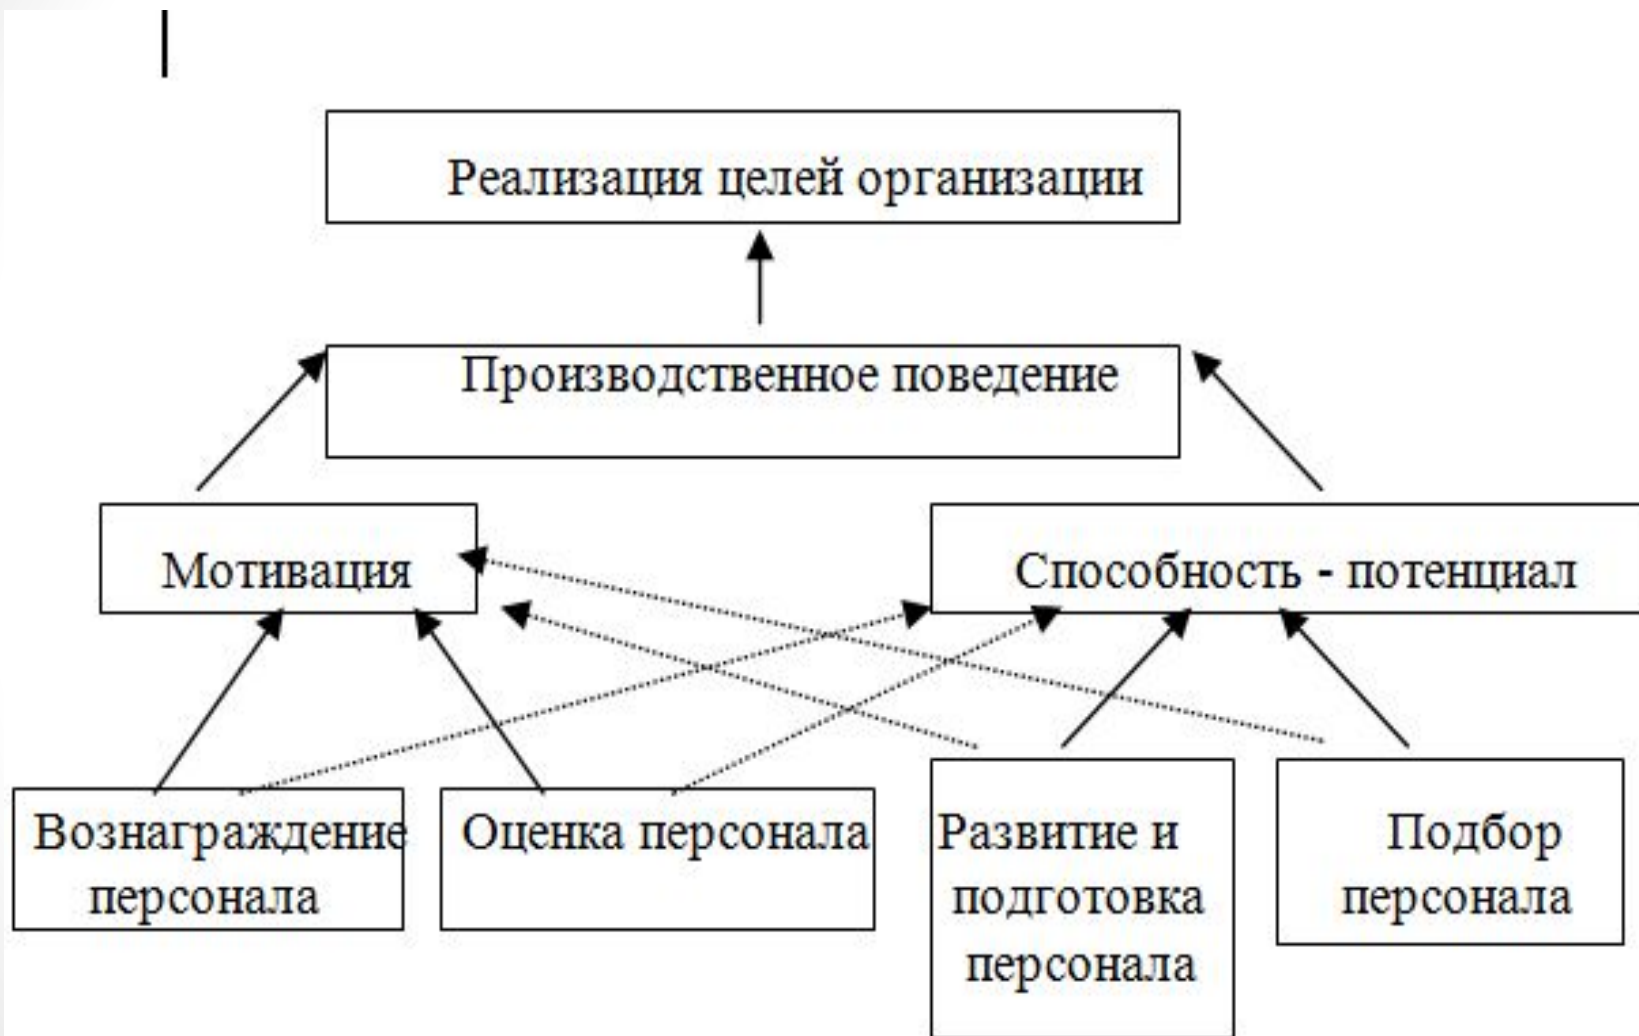 Реализация целей организации
Производственное поведение
Мотивация
Способность - потенциал
Вознаграждение
персонала
Оценка персонала
Развитие и
подготовка
персонала
Подбор
персонала